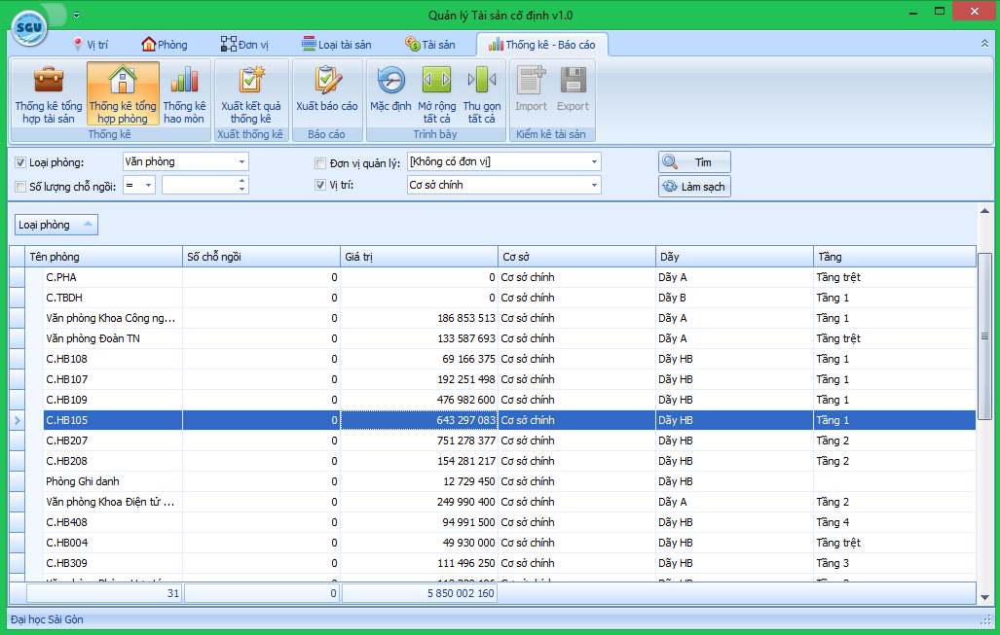 Quản lý Tài sản cố định v1.0
SGU
Vị trí Phòng Đơn vị Loại tài sản Tài sản Thống kê - Báo cáo
Thống kê tổng hợp tài sản
Thống kê tổng hợp phòng
Thống kê hao mòn
Xuất kết quả thống kê
Xuất báo cáo
Mặc định
Mở rộng tất cả
Thu gọn tất cả
Import
Export
Thống kê Xuất thống kê Báo cáo Trình bày Kiểm kê tài sản
Loại phòng: Văn phòng Đơn vị quản lý: [Không có đơn vị] Tìm
Số lượng chỗ ngồi: = Vị trí: Cơ sở chính Làm sạch
Loại phòng
Tên phòng Số chỗ ngồi Giá trị Cơ sở Dãy Tầng
C.PHA 0 0 Cơ sở chính Dãy A Tầng trệt
C.TBDH 0 0 Cơ sở chính Dãy B Tầng 1
Văn phòng Khoa Công ng... 0 186 853 513 Cơ sở chính Dãy A Tầng 1
Văn phòng Đoàn TN 0 133 587 693 Cơ sở chính Dãy A Tầng trệt
C.HB108 0 69 166 375 Cơ sở chính Dãy HB Tầng 1
C.HB107 0 192 251 498 Cơ sở chính Dãy HB Tầng 1
C.HB109 0 476 982 600 Cơ sở chính Dãy HB Tầng 1
C.HB105 0 643 297 083 Cơ sở chính Dãy HB Tầng 1
C.HB207 0 751 278 377 Cơ sở chính Dãy HB Tầng 2
C.HB208 0 154 281 217 Cơ sở chính Dãy HB Tầng 2
Phòng Ghi danh 0 12 729 450 Cơ sở chính Dãy HB
Văn phòng Khoa Điện tử ... 0 249 990 400 Cơ sở chính Dãy A Tầng 2
C.HB408 0 94 991 500 Cơ sở chính Dãy HB Tầng 4
C.HB004 0 49 930 000 Cơ sở chính Dãy HB Tầng trệt
C.HB309 0 111 496 250 Cơ sở chính Dãy HB Tầng 3
31 0 5 850 002 160
Đại học Sài Gòn